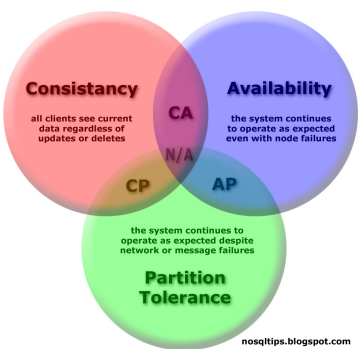 Consistancy
all clients see current
data regardless of
updates or deletes
Availability
the system continues
to operate as expected
even with node failures
CA
N/A
CP
AP
the system continues to
operate as expected despite
network or message failures
Partition
Tolerance
nosqltips.blogspot.com